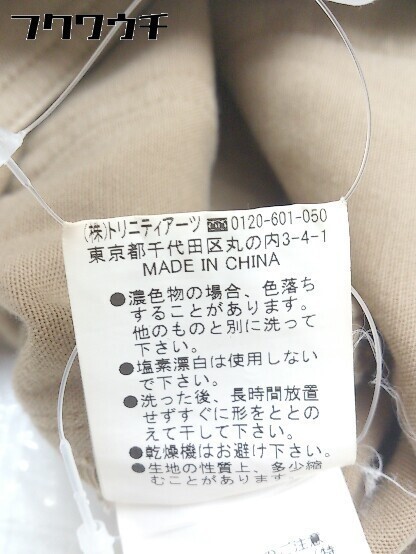 フクワウチ
(株)トリニティアーツ ☎0120-601-050
東京都千代田区丸の内3-4-1
MADE IN CHINA
●濃色物の場合、色落ち
することがあります。
他のものと別に洗って
下さい。
●塩素漂白は使用しない
で下さい。
●洗った後、長時間放置
せずすぐに形をととの
えて干して下さい。
●乾燥機はお避け下さい。
●生地の性質上、多少縮
むことがあります。
ご注意